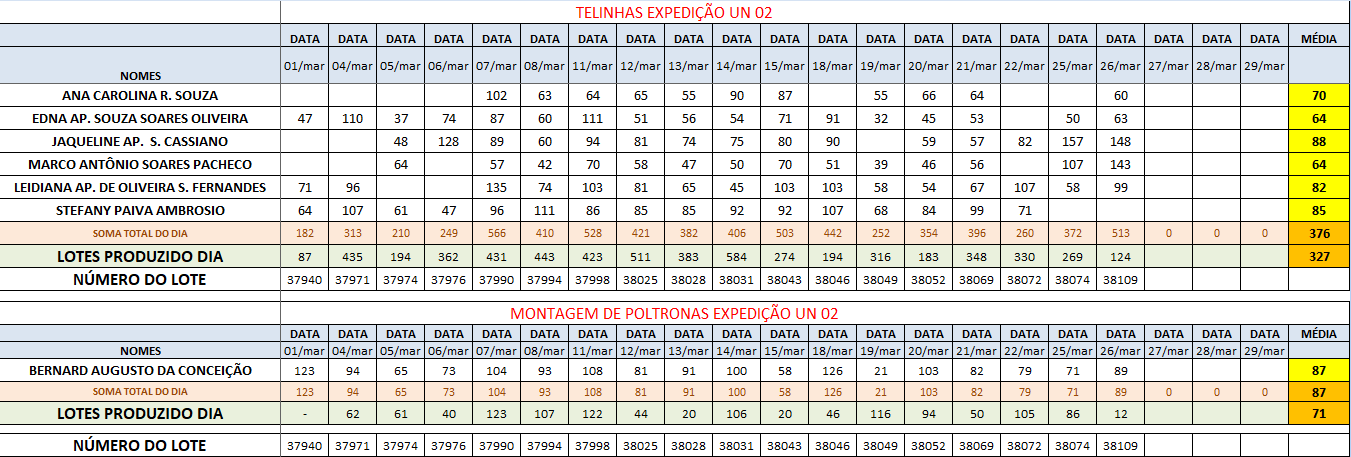 TELINHAS EXPEDIÇÃO UN 02
DATA DATA DATA DATA DATA DATA DATA DATA DATA DATA DATA DATA DATA DATA DATA DATA DATA DATA DATA DATA DATA MÉDIA
NOMES 01/mar 04/mar 05/mar 06/mar 07/mar 08/mar 11/mar 12/mar 13/mar 14/mar 15/mar 18/mar 19/mar 20/mar 21/mar 22/mar 25/mar 26/mar 27/mar 28/mar 29/mar
ANA CAROLINA R. SOUZA 102 63 64 65 55 90 87 55 66 64 60 70
EDNA AP. SOUZA SOARES OLIVEIRA 47 110 37 74 87 60 111 51 56 54 71 91 32 45 53 50 63 64
JAQUELINE AP. S. CASSIANO 48 128 89 60 94 81 74 75 80 90 59 57 82 157 148 88
MARCO ANTÔNIO SOARES PACHECO 64 57 42 70 58 47 50 70 51 39 46 56 107 143 64
LEIDIANA AP. DE OLIVEIRA S. FERNANDES 71 96 135 74 103 81 65 45 103 103 58 54 67 107 58 99 82
STEFANY PAIVA AMBROSIO 64 107 61 47 96 111 86 85 85 92 92 107 68 84 99 71 85
SOMA TOTAL DO DIA 182 313 210 249 566 410 528 421 382 406 503 442 252 354 396 260 372 513 0 0 0 376
LOTES PRODUZIDO DIA 87 435 194 362 431 443 423 511 383 584 274 194 316 183 348 330 269 124 327
NÚMERO DO LOTE 37940 37971 37974 37976 37990 37994 37998 38025 38028 38031 38043 38046 38049 38052 38069 38072 38074 38109
MONTAGEM DE POLTRONAS EXPEDIÇÃO UN 02
DATA DATA DATA DATA DATA DATA DATA DATA DATA DATA DATA DATA DATA DATA DATA DATA DATA DATA DATA DATA DATA MÉDIA
NOMES 01/mar 04/mar 05/mar 06/mar 07/mar 08/mar 11/mar 12/mar 13/mar 14/mar 15/mar 18/mar 19/mar 20/mar 21/mar 22/mar 25/mar 26/mar 27/mar 28/mar 29/mar
BERNARD AUGUSTO DA CONCEIÇÃO 123 94 65 73 104 93 108 81 91 100 58 126 21 103 82 79 71 89 87
SOMA TOTAL DO DIA 123 94 65 73 104 93 108 81 91 100 58 126 21 103 82 79 71 89 0 0 0 87
LOTES PRODUZIDO DIA - 62 61 40 123 107 122 44 20 106 20 46 116 94 50 105 86 12 71
NÚMERO DO LOTE 37940 37971 37974 37976 37990 37994 37998 38025 38028 38031 38043 38046 38049 38052 38069 38072 38074 38109